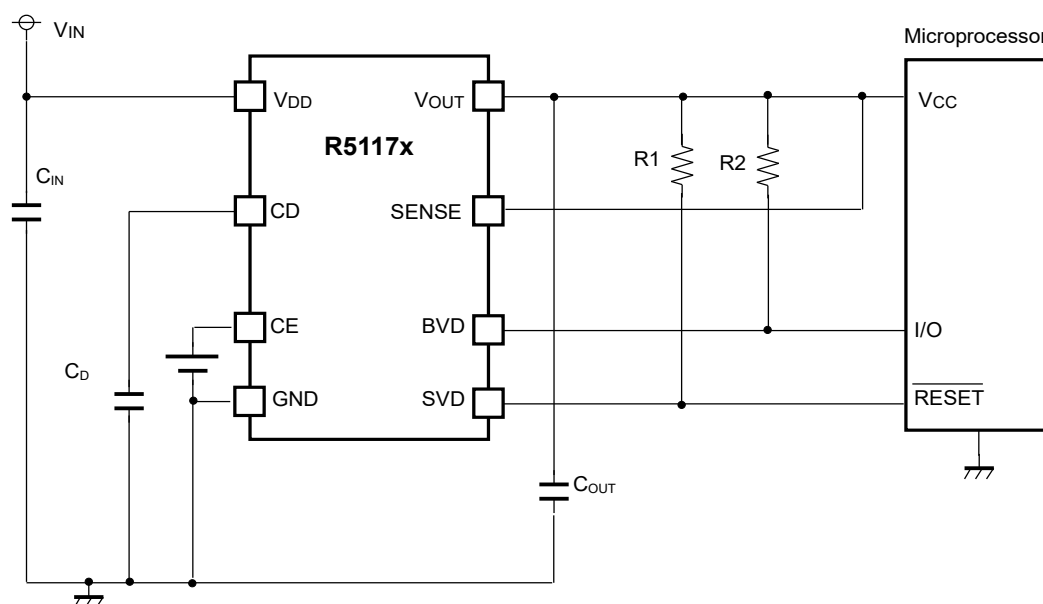 VIN
Microprocessor
VDD
VOUT
VCC
R5117x
R1
R2
CIN
CD
SENSE
CE
BVD
I/O
CD
GND
SVD
RESET
COUT